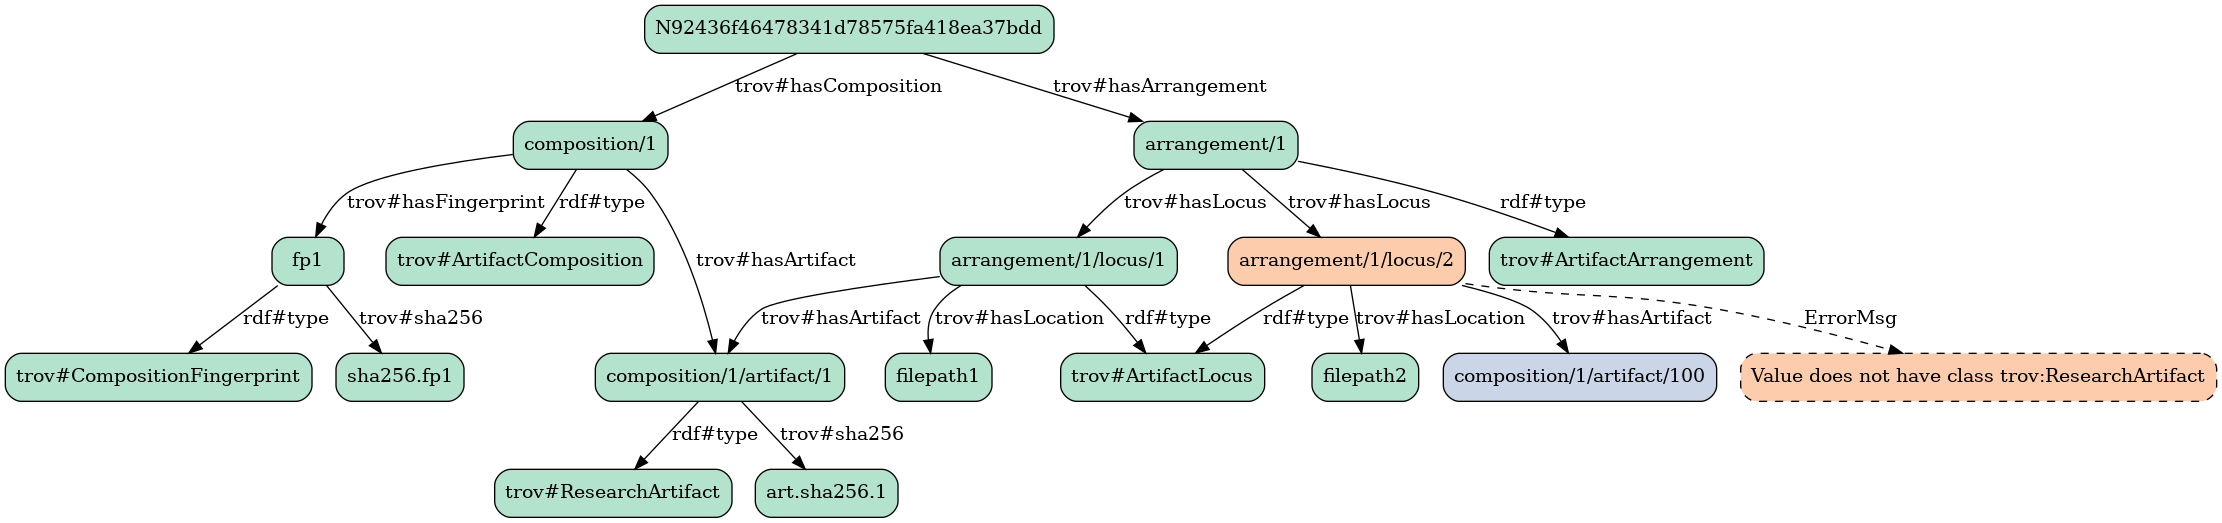 N92436f46478341d78575fa418ea37bdd
trov#hasComposition
trov#hasArrangement
composition/1
arrangement/1
trov#hasFingerprint
rdf#type
trov#hasArtifact
trov#hasLocus
trov#hasLocus
rdf#type
fp1
trov#ArtifactComposition
arrangement/1/locus/1
arrangement/1/locus/2
trov#ArtifactArrangement
rdf#type
trov#sha256
trov#hasArtifact
trov#hasLocation
rdf#type
rdf#type
trov#hasLocation
trov#hasArtifact
ErrorMsg
trov#CompositionFingerprint
sha256.fp1
composition/1/artifact/1
filepath1
trov#ArtifactLocus
filepath2
composition/1/artifact/100
Value does not have class trov:ResearchArtifact
rdf#type
trov#sha256
trov#ResearchArtifact
art.sha256.1